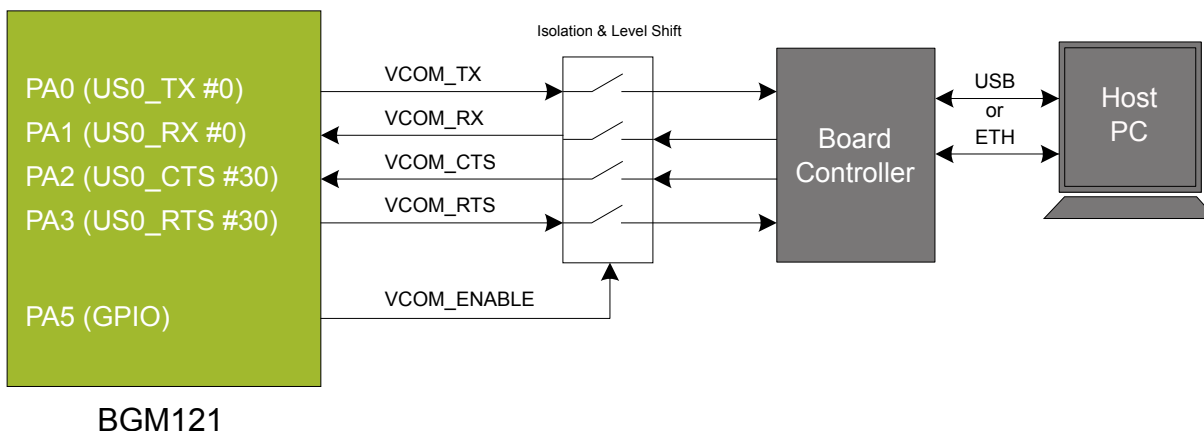 Isolation & Level Shift
PA0 (US0_TX #0)
PA1 (US0_RX #0)
PA2 (US0_CTS #30)
PA3 (US0_RTS #30)
PA5 (GPIO)
BGM121
VCOM_TX
VCOM_RX
VCOM_CTS
VCOM_RTS
VCOM_ENABLE
Board
Controller
USB
or
ETH
Host
PC